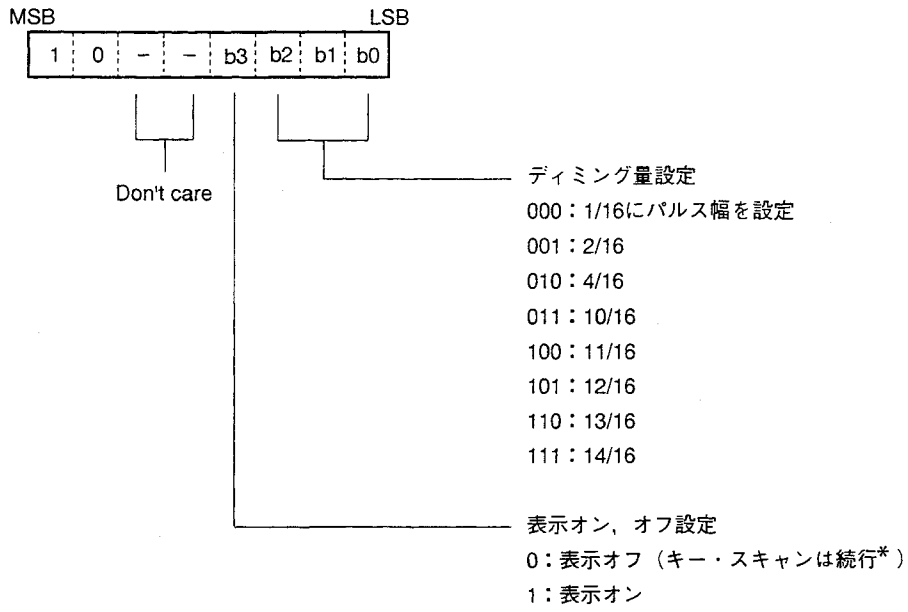 MSB LSB
1 0 – – b3 b2 b1 b0
Don't care
ディミング量設定
000：1/16にパルス幅を設定
001：2/16
010：4/16
011：10/16
100：11/16
101：12/16
110：13/16
111：14/16
表示オン，オフ設定
0：表示オフ（キー・スキャンは続行*）
1：表示オン